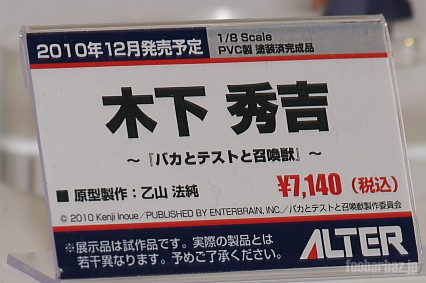 2010年12月発売予定
1/8 Scale
PVC製 塗装済完成品
木下 秀吉
～『バカとテストと召喚獣』～
■ 原型製作：乙山 法純
¥7,140（税込）
© 2010 Kenji Inoue／PUBLISHED BY ENTERBRAIN, INC.／バカとテストと召喚獣製作委員会
※展示品は試作品です。実際の製品とは
若干異なります。予めご了承ください。
ALTER
foobarbaz.jp